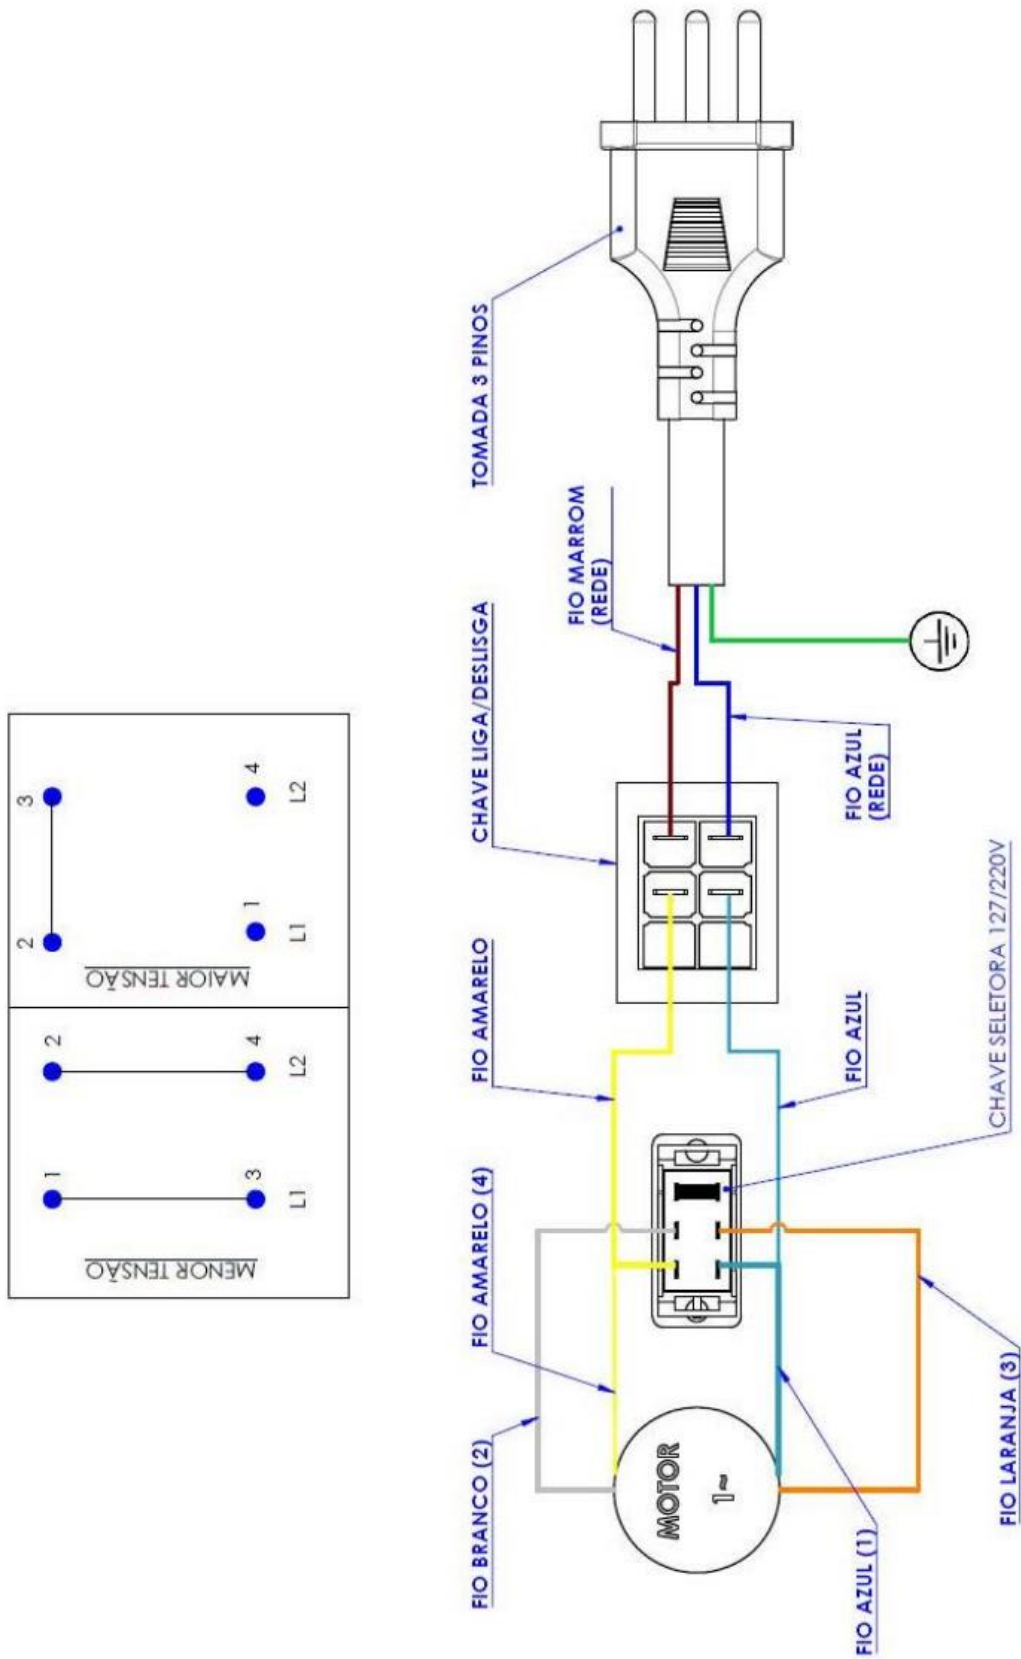 MENOR TENSÃO
1
2
3
4
L1
L2
MAIOR TENSÃO
2
3
1
4
L1
L2
FIO BRANCO (2)
FIO AMARELO (4)
FIO AMARELO
CHAVE LIGA/DESLISGA
FIO MARROM
(REDE)
TOMADA 3 PINOS
MOTOR
1~
FIO AZUL (1)
FIO LARANJA (3)
FIO AZUL
CHAVE SELETORA 127/220V
FIO AZUL
(REDE)